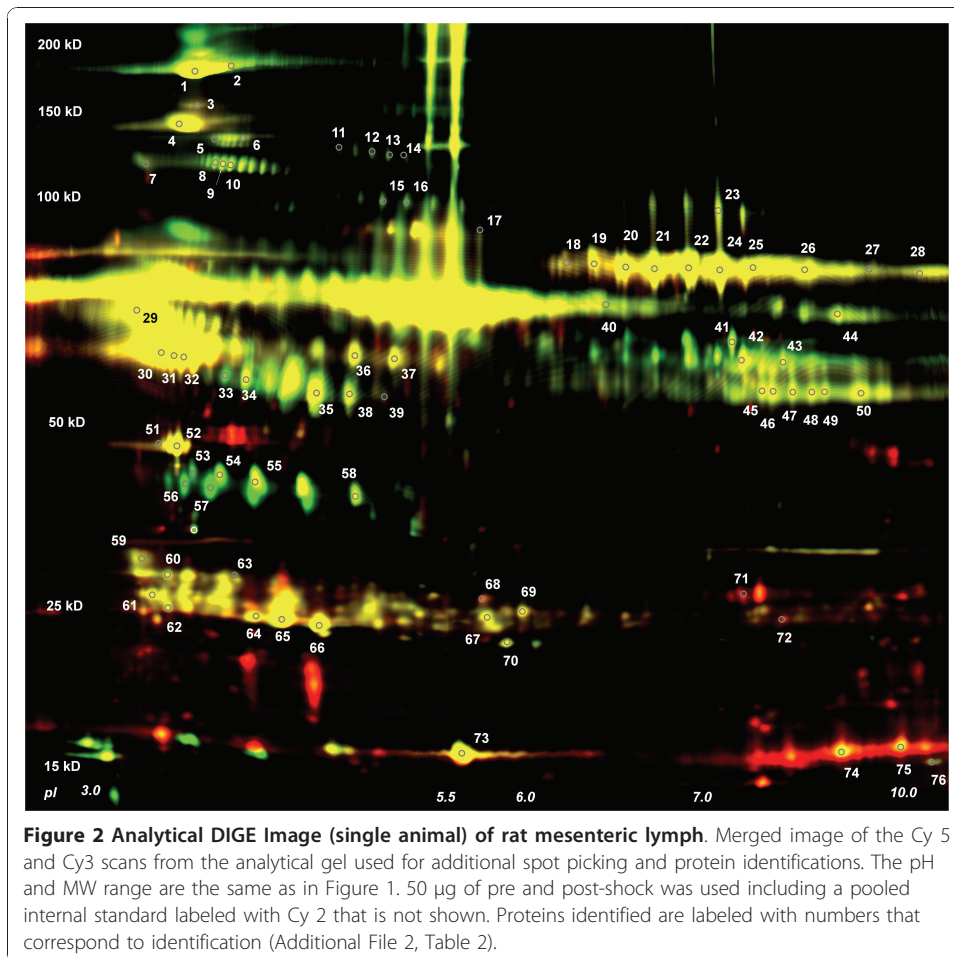 200 kD
1 2
3
150 kD
4 5 6
11 12 13 14
7 8 9 10
100 kD
15 16
17
23
18 19 20 21 22 24 25 26 27 28
29
40 41 42 43 44
30 31 32 33 34 35 36 37 38 39
45 46 47 48 49 50
50 kD
51 52 53 54 55
56 57 58
59 60 63
61 62 64 65 66
25 kD
68 69
67 70
71
72
73
74 75 76
15 kD
pI 3.0 5.5 6.0 7.0 10.0
Figure 2 Analytical DIGE Image (single animal) of rat mesenteric lymph. Merged image of the Cy 5
and Cy3 scans from the analytical gel used for additional spot picking and protein identifications. The pH
and MW range are the same as in Figure 1. 50 μg of pre and post-shock was used including a pooled
internal standard labeled with Cy 2 that is not shown. Proteins identified are labeled with numbers that
correspond to identification (Additional File 2, Table 2).